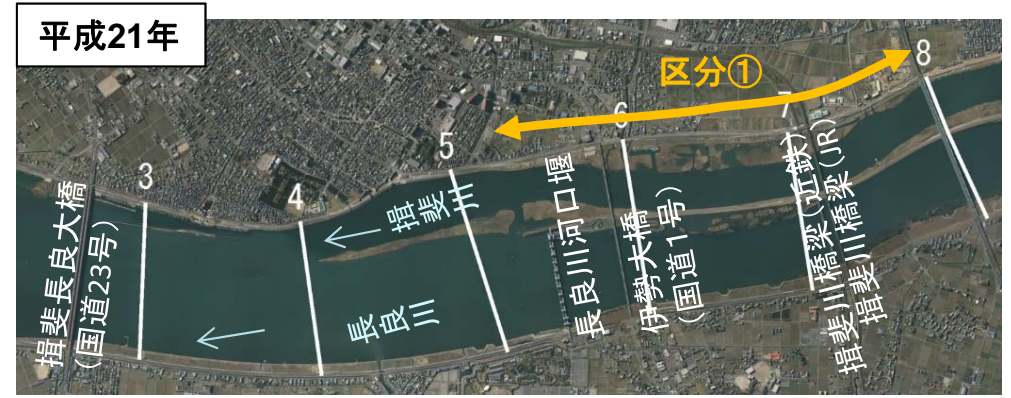 平成21年
区分①
8
7
6
5
4
3
揖斐川
長良川
揖斐長良大橋
(国道23号)
長良川河口堰
伊勢大橋
(国道1号)
揖斐川橋梁(近鉄)
揖斐川橋梁(JR)